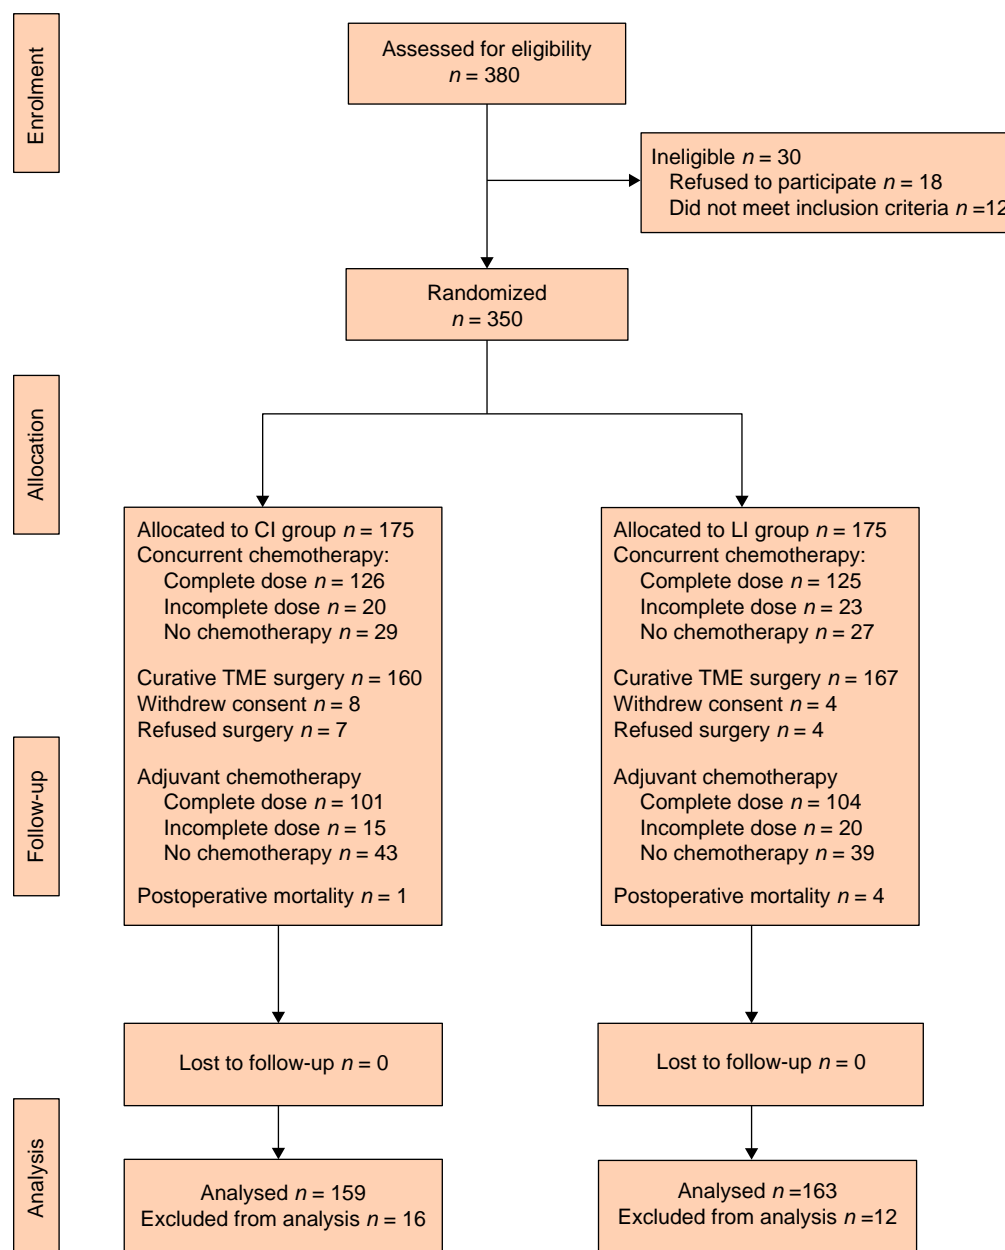 Enrolment
Assessed for eligibility
n = 380
Ineligible n = 30
Refused to participate n = 18
Did not meet inclusion criteria n =12
Randomized
n = 350
Allocation
Allocated to CI group n = 175
Concurrent chemotherapy:
Complete dose n = 126
Incomplete dose n = 20
No chemotherapy n = 29
Curative TME surgery n = 160
Withdrew consent n = 8
Refused surgery n = 7
Adjuvant chemotherapy
Complete dose n = 101
Incomplete dose n = 15
No chemotherapy n = 43
Postoperative mortality n = 1
Allocated to LI group n = 175
Concurrent chemotherapy:
Complete dose n = 125
Incomplete dose n = 23
No chemotherapy n = 27
Curative TME surgery n = 167
Withdrew consent n = 4
Refused surgery n = 4
Adjuvant chemotherapy
Complete dose n = 104
Incomplete dose n = 20
No chemotherapy n = 39
Postoperative mortality n = 4
Follow-up
Lost to follow-up n = 0
Lost to follow-up n = 0
Analysis
Analysed n = 159
Excluded from analysis n = 16
Analysed n =163
Excluded from analysis n =12